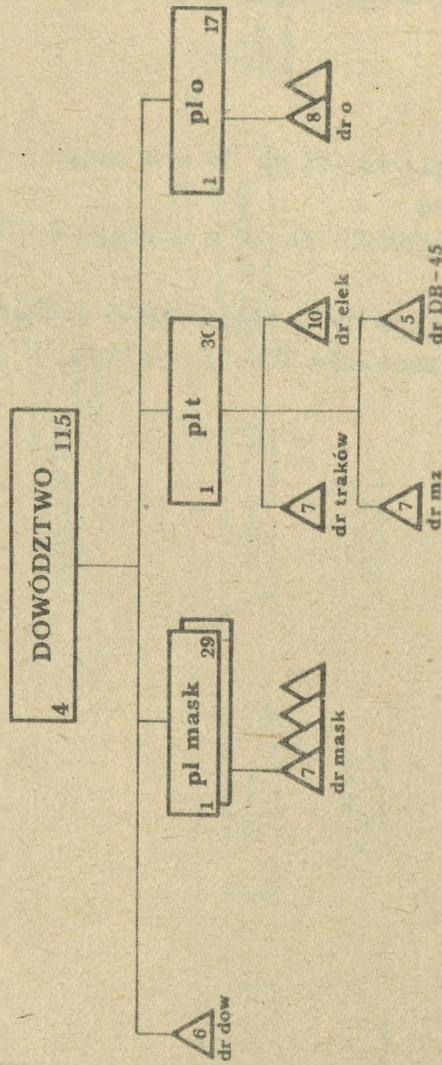 DOWÓDZTWO
4 115
6
dr dow
pl mask
1 29
7
dr mask
pl t
1 30
7
dr traków
10
dr elek
7
dr mz
5
dr DB-45
pl o
1 17
8
dr o